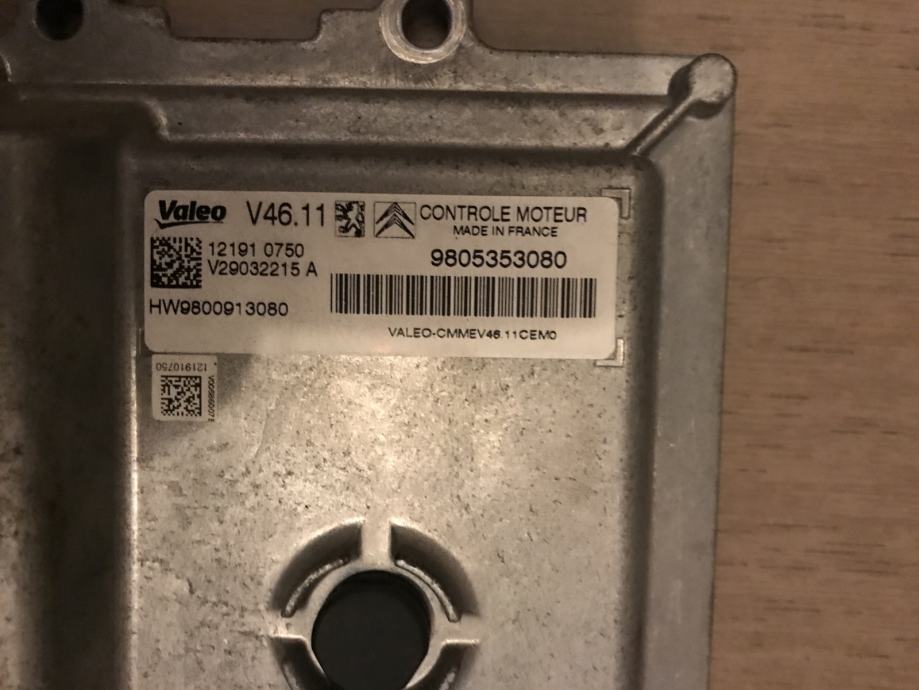 Valeo V46.11 CONTROLE MOTEUR
MADE IN FRANCE
12191 0750
V29032215 A
9805353080
HW9800913080
VALEO-CMMEV46.11CEM0
121910750